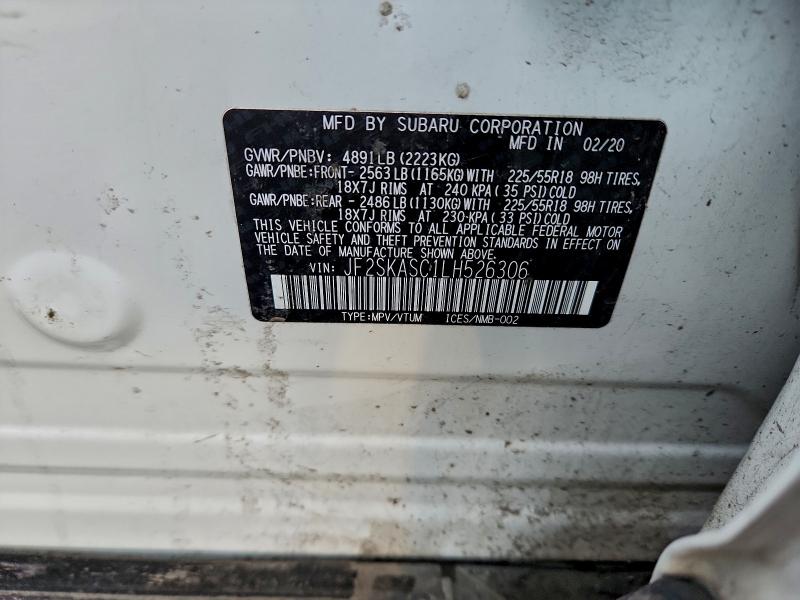 MFD BY SUBARU CORPORATION
MFD IN 02/20
GVWR/PNBV: 4891LB (2223KG)
GAWR/PNBE:FRONT- 2563LB(1165KG)WITH 225/55R18 98H TIRES,
18X7J RIMS AT 240 KPA( 35 PSI)COLD
GAWR/PNBE:REAR - 2486LB(1130KG)WITH 225/55R18 98H TIRES,
18X7J RIMS AT 230-KPA( 33 PSI)COLD
THIS VEHICLE CONFORMS TO ALL APPLICABLE FEDERAL MOTOR
VEHICLE SAFETY AND THEFT PREVENTION STANDARDS IN EFFECT ON
THE DATE OF MANUFACTURE SHOWN ABOVE.
VIN: JF2SKASC1LH526306
TYPE:MPV/VTUM ICES/NMB-002